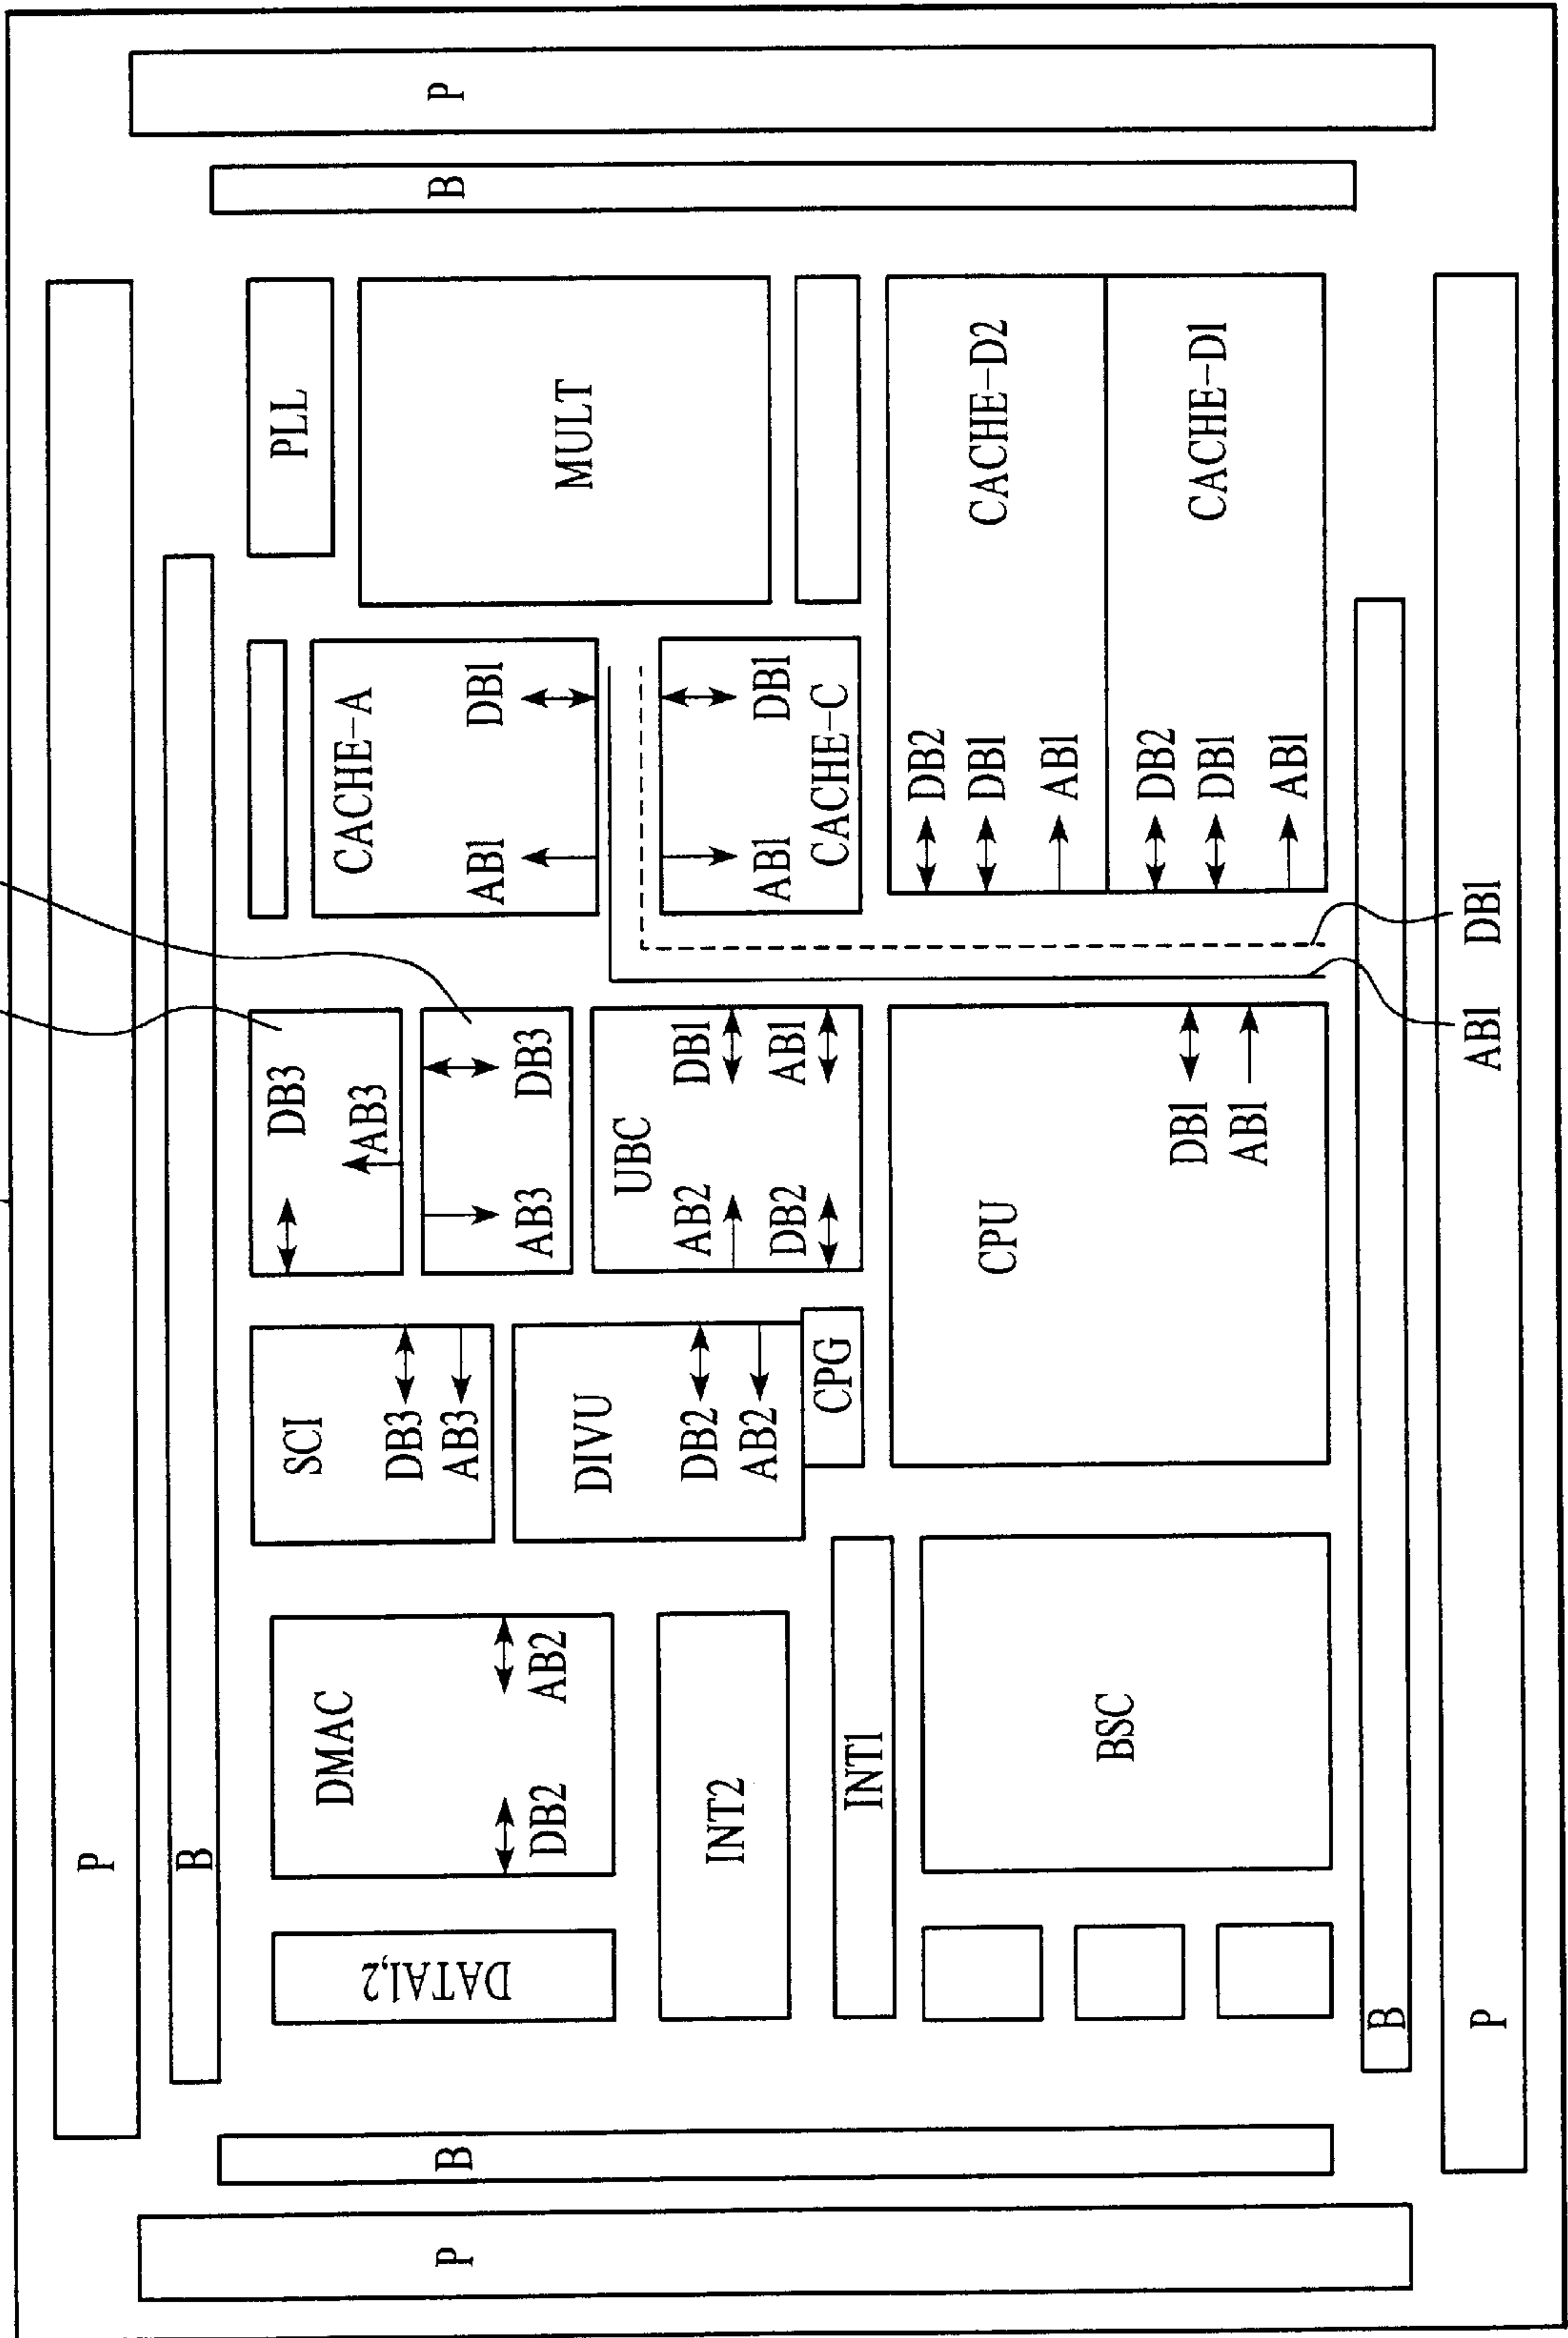 P
B
PLL
MULT
CACHE-D2
CACHE-D1
CACHE-A
AB1
DB1
AB1
DB1
CACHE-C
DB2
DB1
AB1
DB2
DB1
AB1
DB3
AB3
AB3
DB3
UBC
AB2
DB2
DB1
AB1
CPU
DB1
AB1
AB1
DB1
SCI
DB3
AB3
DIVU
DB2
AB2
CPG
DMAC
DB2
AB2
INT2
INT1
BSC
DATA1,2
P
B
B
P
B
P